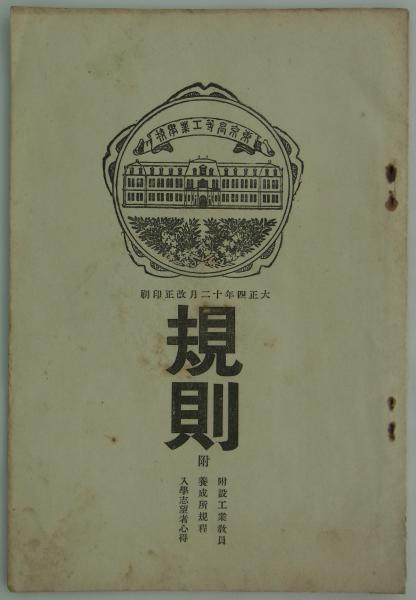 東京高等工業學校
大正四年十二月改正印刷
規則
附
附設工業教員
養成所規程
入學志望者心得